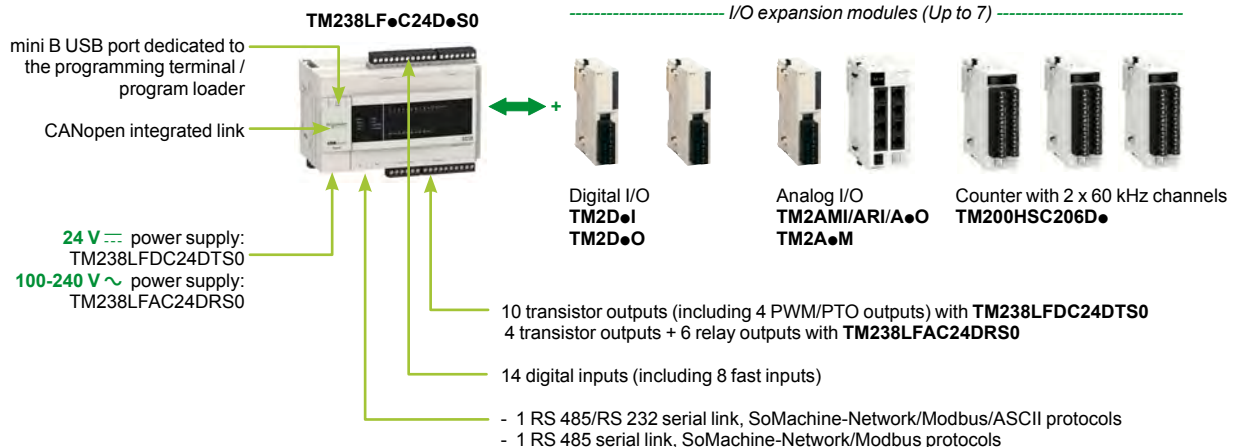 TM238LF●C24D●S0
I/O expansion modules (Up to 7)
mini B USB port dedicated to
the programming terminal /
program loader
CANopen integrated link
+
Digital I/O
TM2D●I
TM2D●O
Analog I/O
TM2AMI/ARI/A●O
TM2A●M
Counter with 2 x 60 kHz channels
TM200HSC206D●
24 V ⎓ power supply:
TM238LFDC24DTS0
100-240 V ~ power supply:
TM238LFAC24DRS0
10 transistor outputs (including 4 PWM/PTO outputs) with TM238LFDC24DTS0
4 transistor outputs + 6 relay outputs with TM238LFAC24DRS0
14 digital inputs (including 8 fast inputs)
- 1 RS 485/RS 232 serial link, SoMachine-Network/Modbus/ASCII protocols
- 1 RS 485 serial link, SoMachine-Network/Modbus protocols